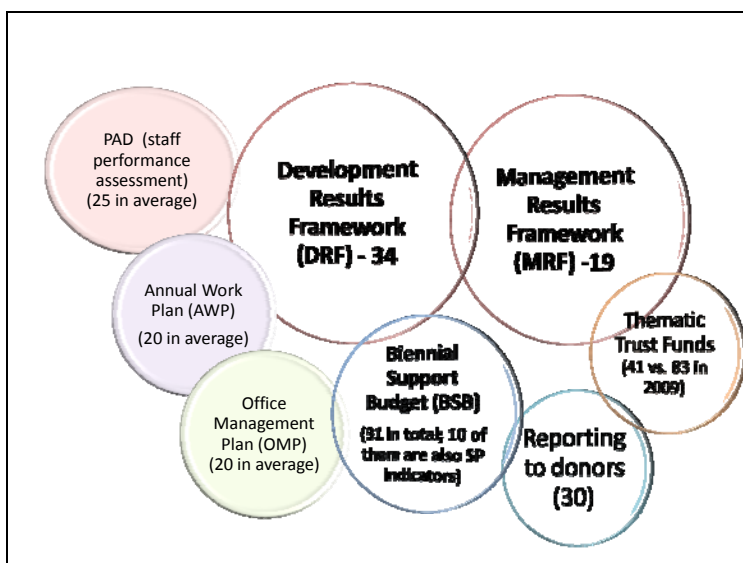 PAD (staff
performance
assessment)
(25 in average)
Development
Results
Framework
(DRF) - 34
Management
Results
Framework
(MRF) -19
Annual Work
Plan (AWP)
(20 in average)
Thematic
Trust Funds
(41 vs. 83 in
2009)
Office
Management
Plan (OMP)
(20 in average)
Biennial
Support
Budget (BSB)
(31 in total; 10 of
them are also SP
indicators)
Reporting
to donors
(30)